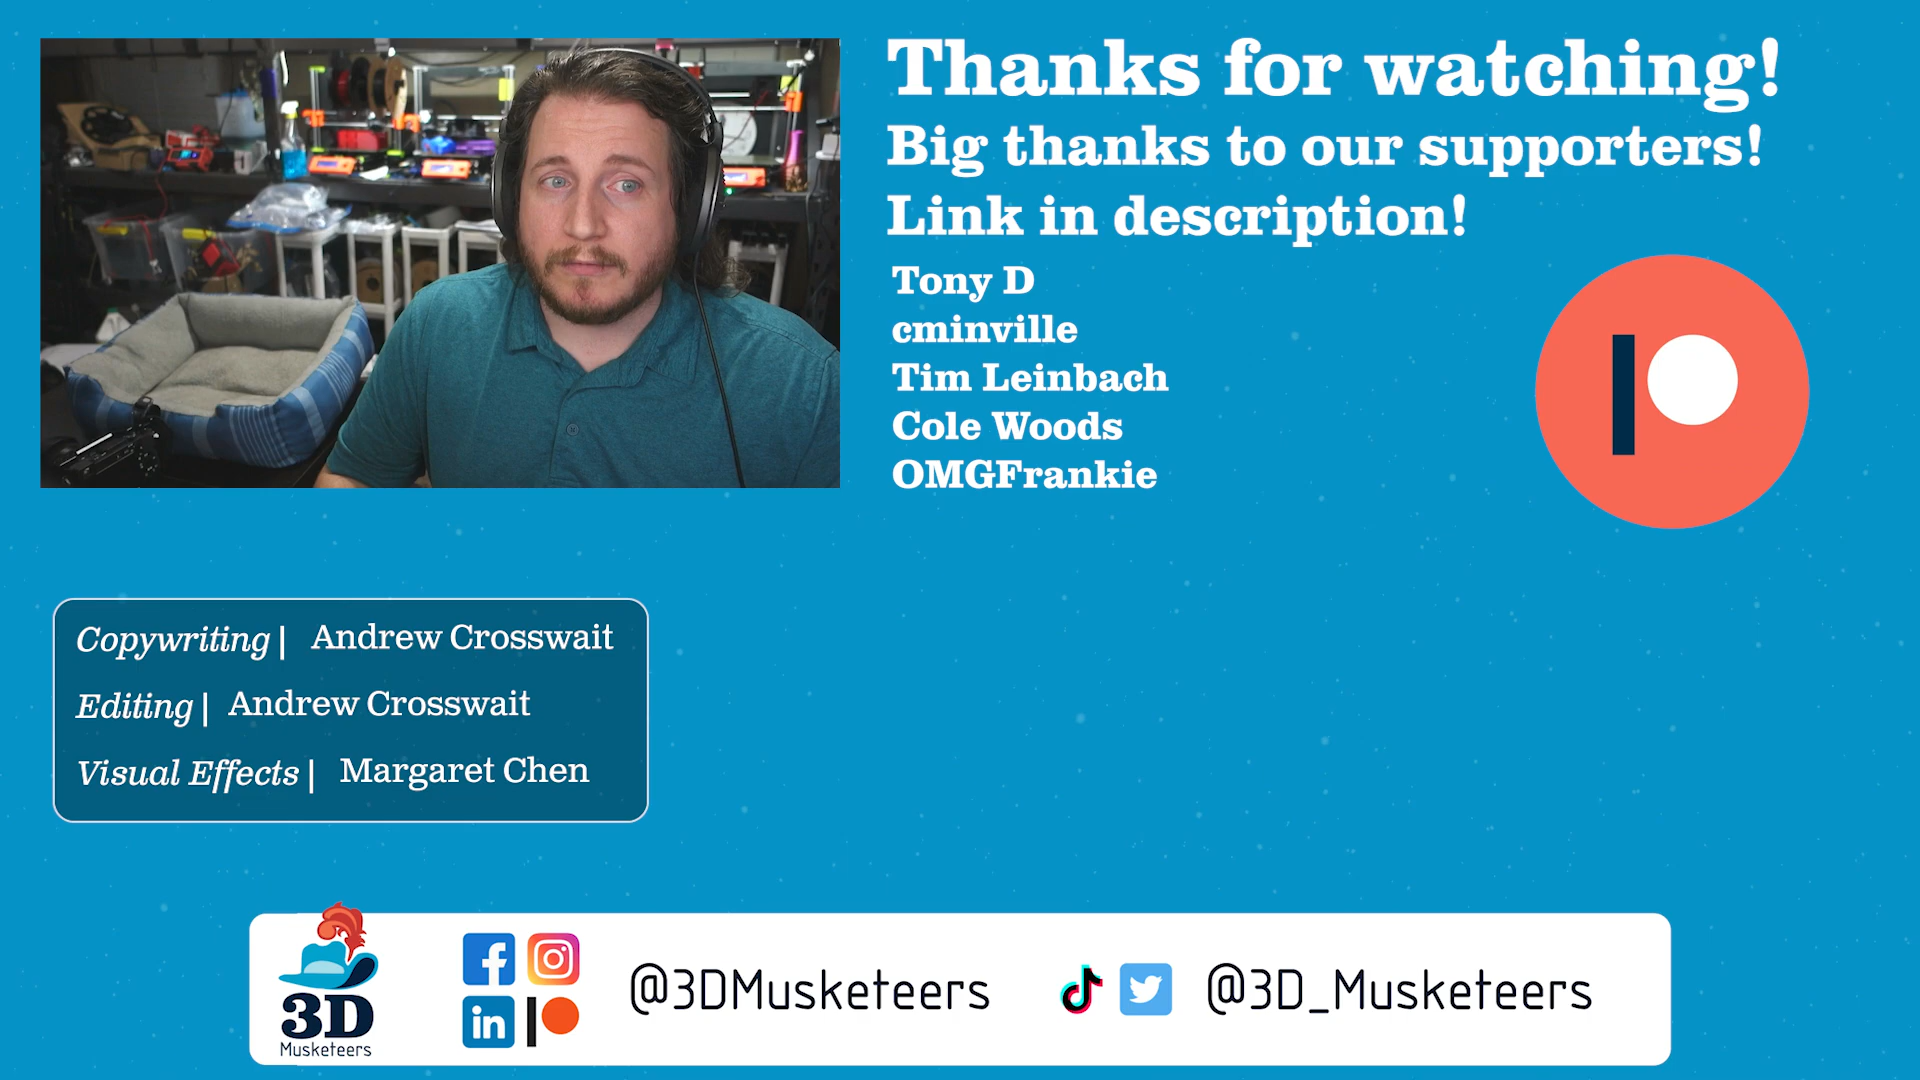 Thanks for watching!
Big thanks to our supporters!
Link in description!
Tony D
cminville
Tim Leinbach
Cole Woods
OMGFrankie
Copywriting | Andrew Crosswait
Editing | Andrew Crosswait
Visual Effects | Margaret Chen
3D
Musketeers
@3DMusketeers
@3D_Musketeers